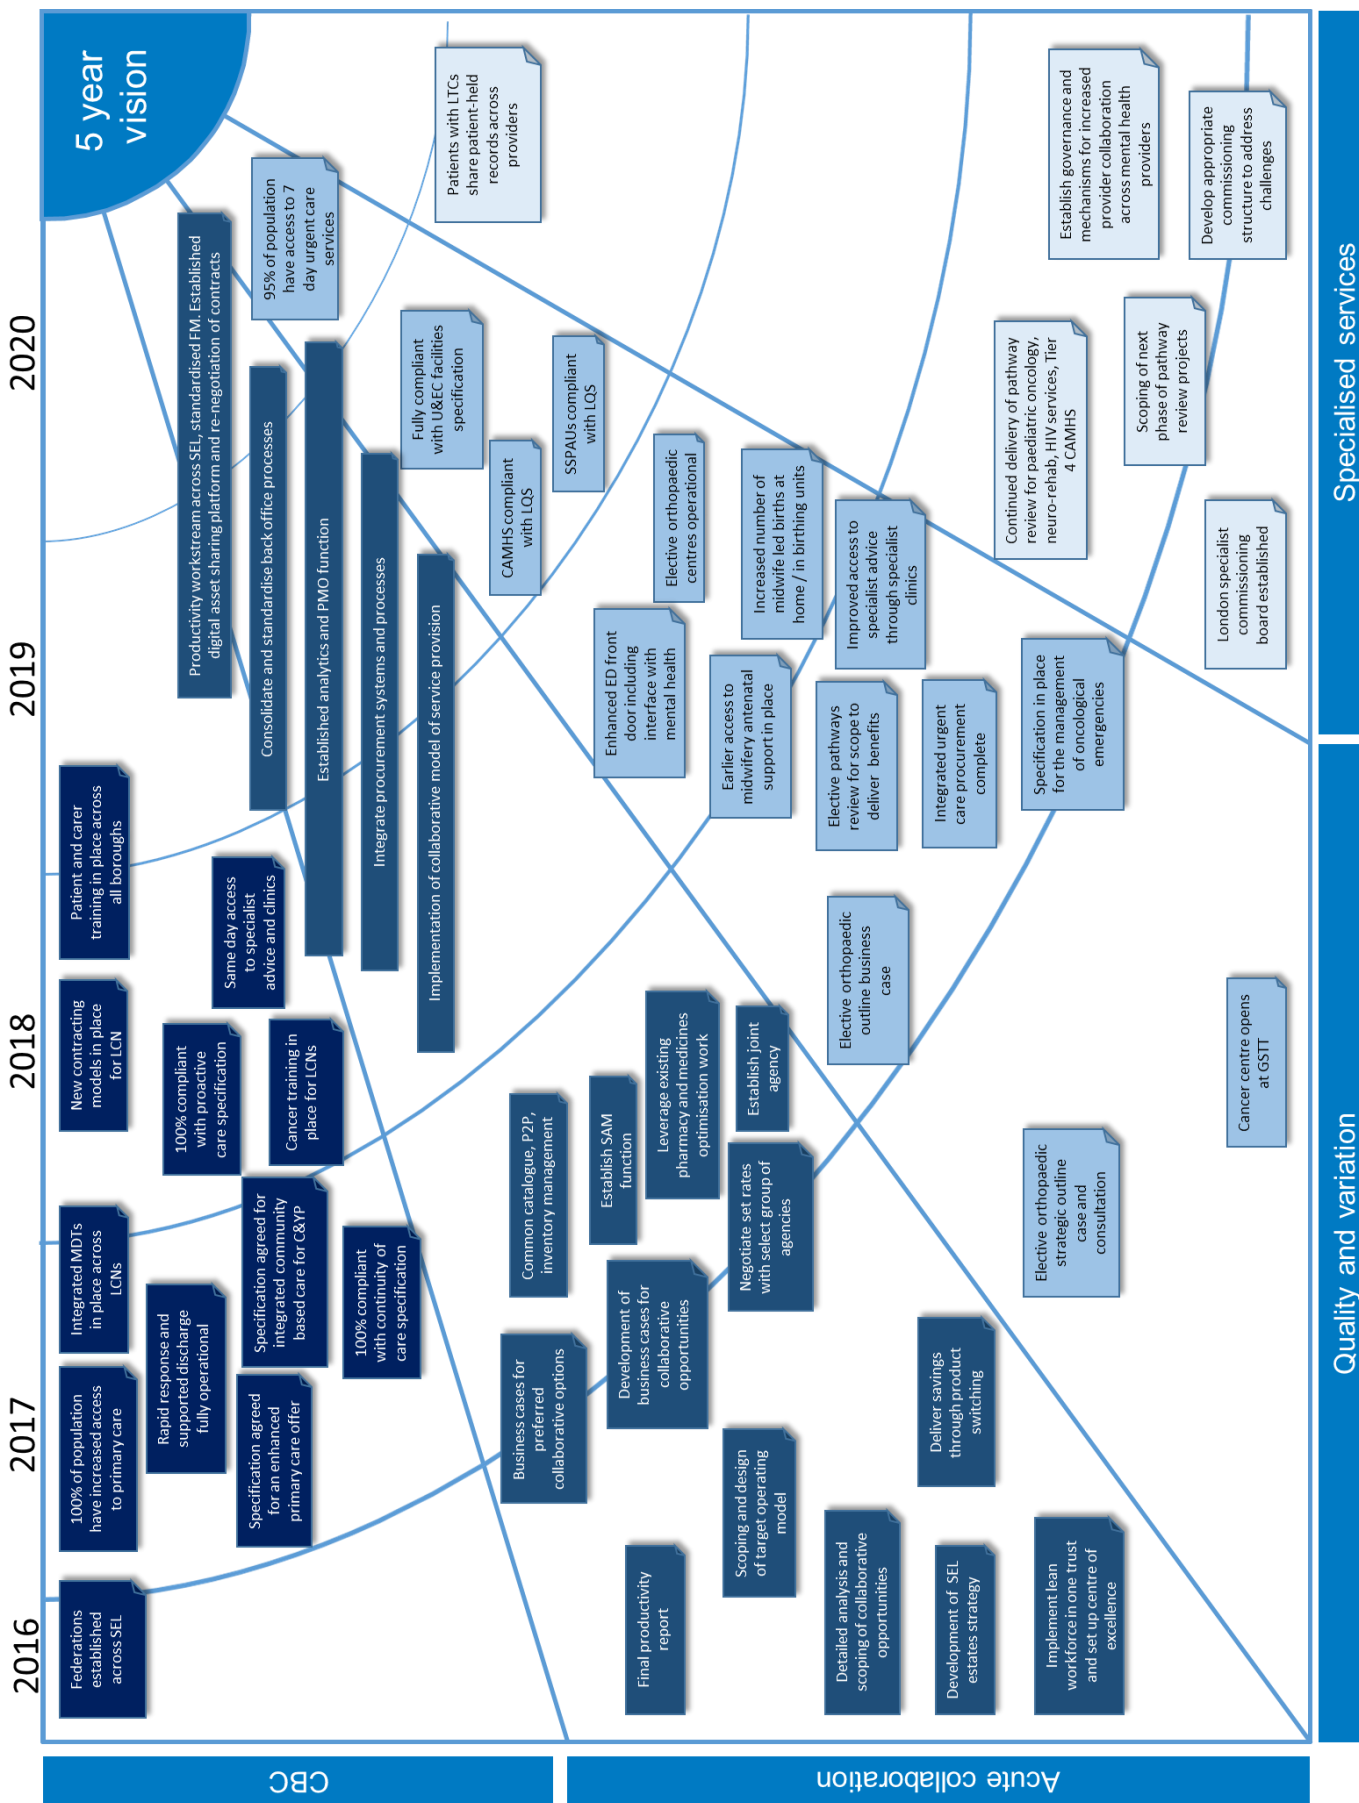 5 year
vision
2016
2017
2018
2019
2020
CBC
Acute collaboration
Quality and variation
Specialised services
Federations
established
across SEL
100% of population
have increased access
to primary care
Integrated MDTs
in place across
LCNs
New contracting
models in place
for LCN
Patient and carer
training in place across
all boroughs
Rapid response and
supported discharge
fully operational
100% compliant
with proactive
care specification
Same day access
to specialist
advice and clinics
Specification agreed
for an enhanced
primary care offer
Specification agreed for
integrated community
based care for C&YP
Cancer training in
place for LCNs
100% compliant
with continuity of
care specification
Productivity workstream across SEL, standardised FM. Established
digital asset sharing platform and re-negotiation of contracts
Consolidate and standardise back office processes
Established analytics and PMO function
Integrate procurement systems and processes
Implementation of collaborative model of service provision
Business cases for
preferred
collaborative options
Common catalogue, P2P,
inventory management
Establish SAM
function
Development of
business cases for
collaborative
opportunities
Leverage existing
pharmacy and medicines
optimisation work
Establish joint
agency
Negotiate set rates
with select group of
agencies
Final productivity
report
Scoping and design
of target operating
model
Detailed analysis and
scoping of collaborative
opportunities
Deliver savings
through product
switching
Development of SEL
estates strategy
Implement lean
workforce in one trust
and set up centre of
excellence
95% of population
have access to 7
day urgent care
services
Fully compliant
with U&EC facilities
specification
CAMHS compliant
with LQS
SSPAUs compliant
with LQS
Enhanced ED front
door including
interface with
mental health
Elective orthopaedic
centres operational
Earlier access to
midwifery antenatal
support in place
Increased number of
midwife led births at
home / in birthing units
Elective pathways
review for scope to
deliver benefits
Improved access to
specialist advice
through specialist
clinics
Elective orthopaedic
outline business
case
Integrated urgent
care procurement
complete
Specification in place
for the management
of oncological
emergencies
Elective orthopaedic
strategic outline
case and
consultation
Cancer centre opens
at GSTT
Patients with LTCs
share patient-held
records across
providers
Continued delivery of pathway
review for paediatric oncology,
neuro-rehab, HIV services, Tier
4 CAMHS
Establish governance and
mechanisms for increased
provider collaboration
across mental health
providers
Scoping of next
phase of pathway
review projects
London specialist
commissioning
board established
Develop appropriate
commissioning
structure to address
challenges